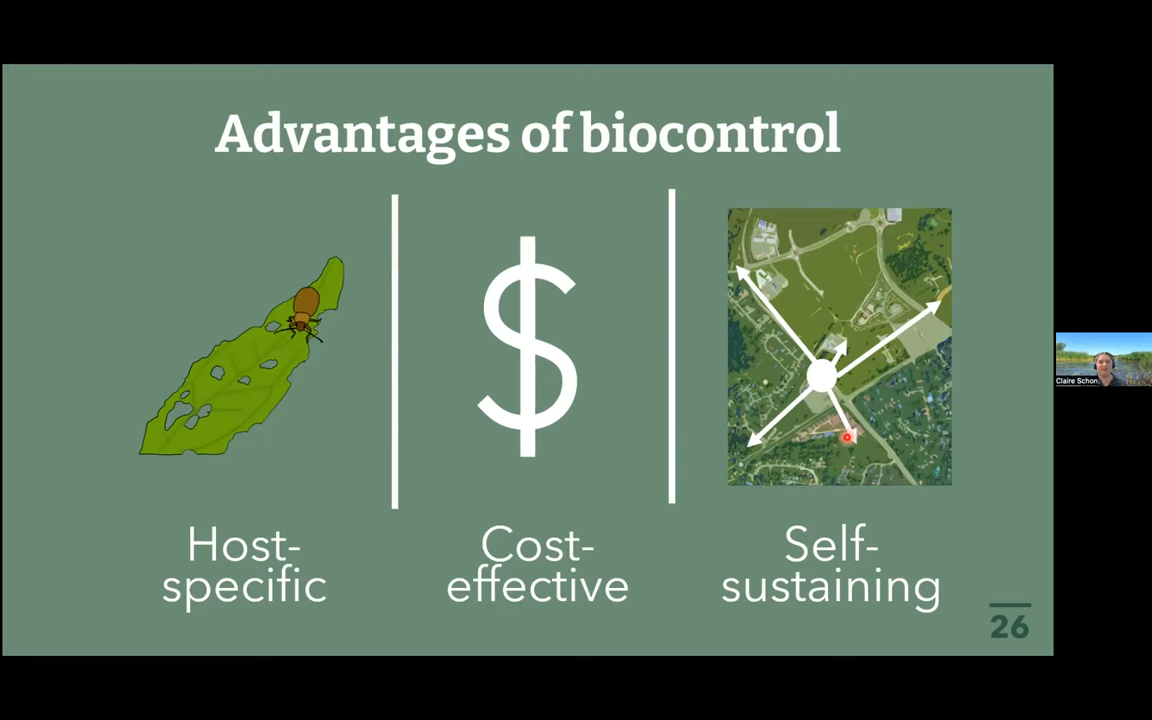 Advantages of biocontrol
$
Host-
specific
Cost-
effective
Self-
sustaining
26
Claire Schon